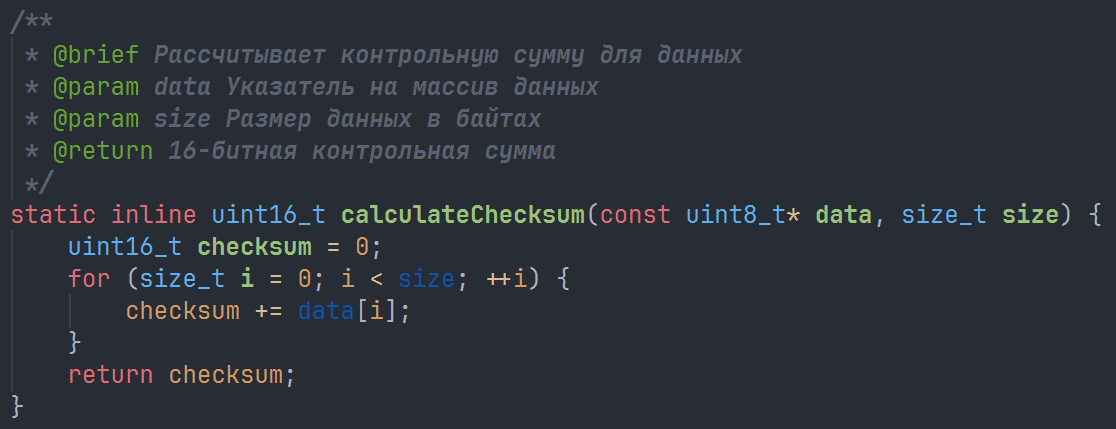 /**
 * @brief Рассчитывает контрольную сумму для данных
 * @param data Указатель на массив данных
 * @param size Размер данных в байтах
 * @return 16-битная контрольная сумма
 */
static inline uint16_t calculateChecksum(const uint8_t* data, size_t size) {
    uint16_t checksum = 0;
    for (size_t i = 0; i < size; ++i) {
        checksum += data[i];
    }
    return checksum;
}